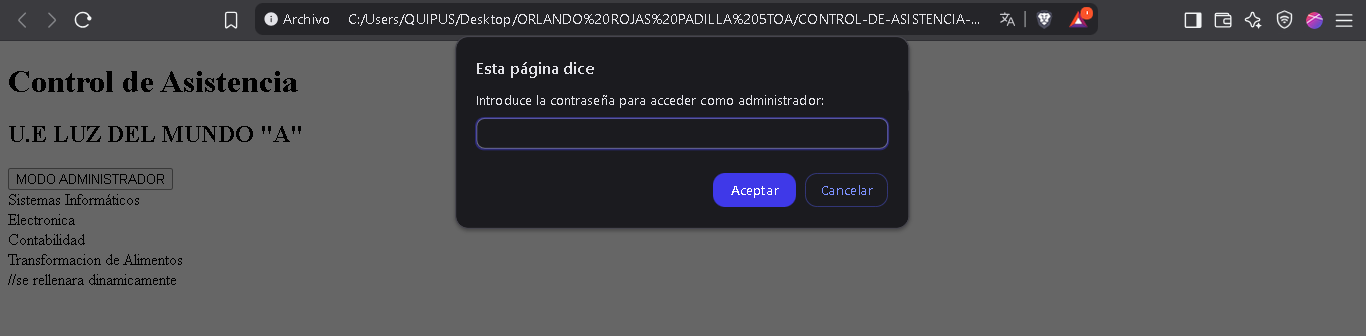 Archivo C:/Users/QUIPUS/Desktop/ORLANDO%20ROJAS%20PADILLA%205TOA/CONTROL-DE-ASISTENCIA-...
Esta página dice
Introduce la contraseña para acceder como administrador:
Aceptar Cancelar
Control de Asistencia
U.E LUZ DEL MUNDO "A"
MODO ADMINISTRADOR
Sistemas Informáticos
Electronica
Contabilidad
Transformacion de Alimentos
//se rellenara dinamicamente